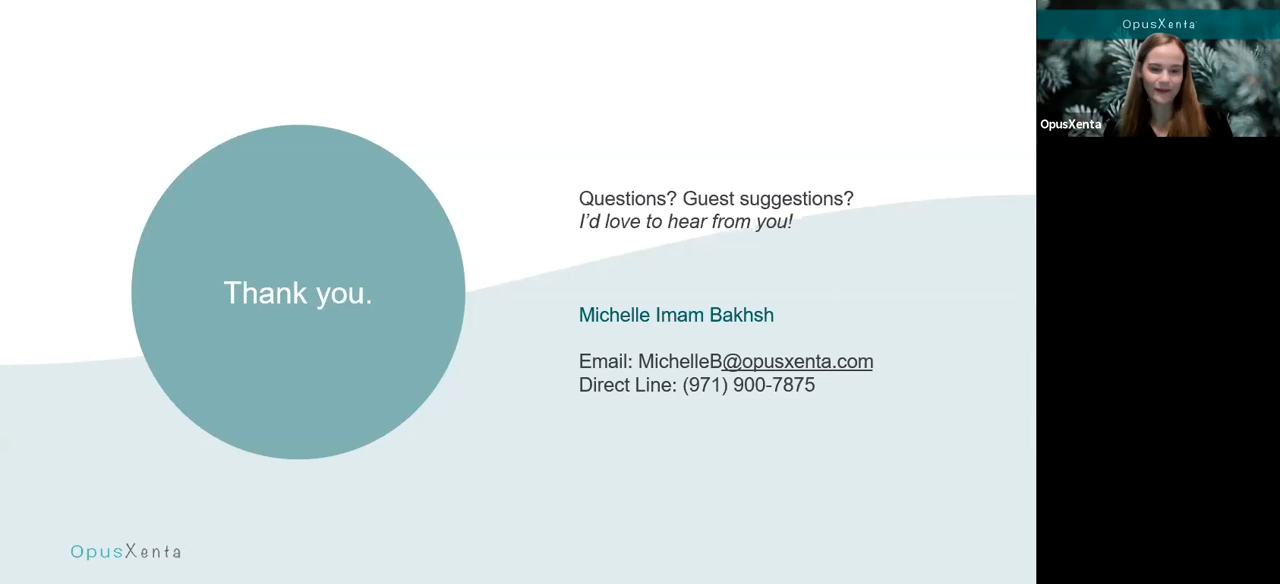 Thank you.
Questions? Guest suggestions?
I'd love to hear from you!
Michelle Imam Bakhsh
Email: MichelleB@opusxenta.com
Direct Line: (971) 900-7875
OpusXenta
OpusXenta
OpusXenta